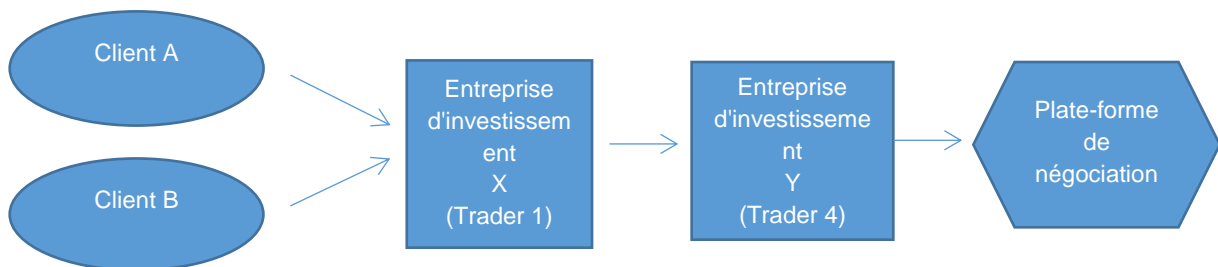 Client A
Client B
Entreprise
d'investissem
ent
X
(Trader 1)
Entreprise
d'investisseme
nt
Y
(Trader 4)
Plate-forme
de
négociation